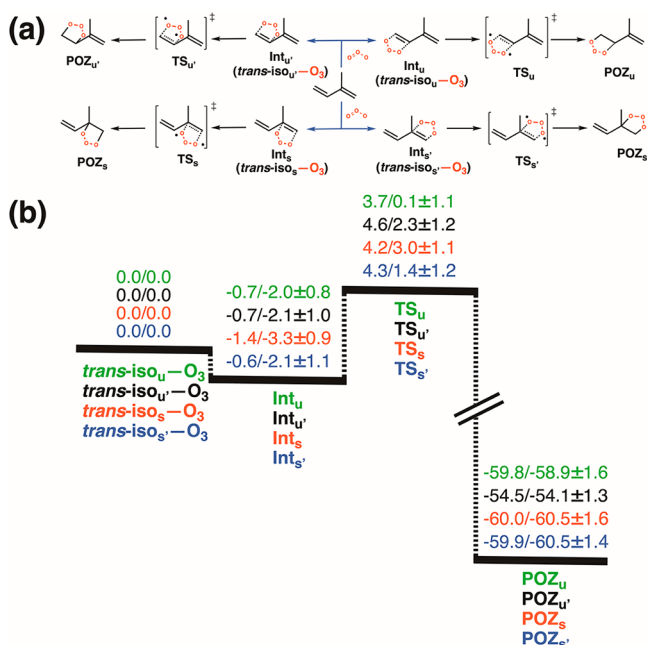 (a)
POZu'
TSu'
‡
Intu'
(trans-isou'—O3)
Intu
(trans-isou—O3)
TSu
‡
POZu
POZs
TSs
‡
Ints
(trans-isos—O3)
Ints'
(trans-isos'—O3)
TSs'
‡
POZs'
(b)
3.7/0.1±1.1
4.6/2.3±1.2
4.2/3.0±1.1
4.3/1.4±1.2
0.0/0.0
0.0/0.0
0.0/0.0
0.0/0.0
-0.7/-2.0±0.8
-0.7/-2.1±1.0
-1.4/-3.3±0.9
-0.6/-2.1±1.1
TSu
TSu'
TSs
TSs'
trans-isou—O3
trans-isou'—O3
trans-isos—O3
trans-isos'—O3
Intu
Intu'
Ints
Ints'
-59.8/-58.9±1.6
-54.5/-54.1±1.3
-60.0/-60.5±1.6
-59.9/-60.5±1.4
POZu
POZu'
POZs
POZs'